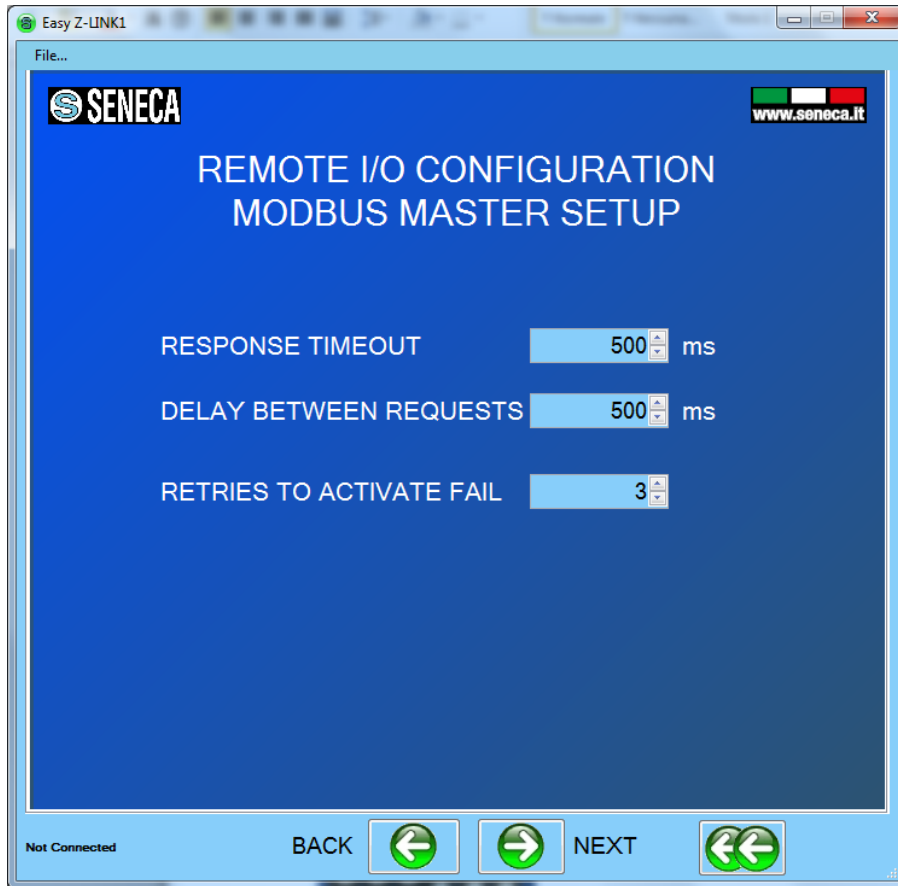 Easy Z-LINK1
File...
SENECA
www.seneca.it
REMOTE I/O CONFIGURATION
MODBUS MASTER SETUP
RESPONSE TIMEOUT 500 ms
DELAY BETWEEN REQUESTS 500 ms
RETRIES TO ACTIVATE FAIL 3
Not Connected BACK NEXT